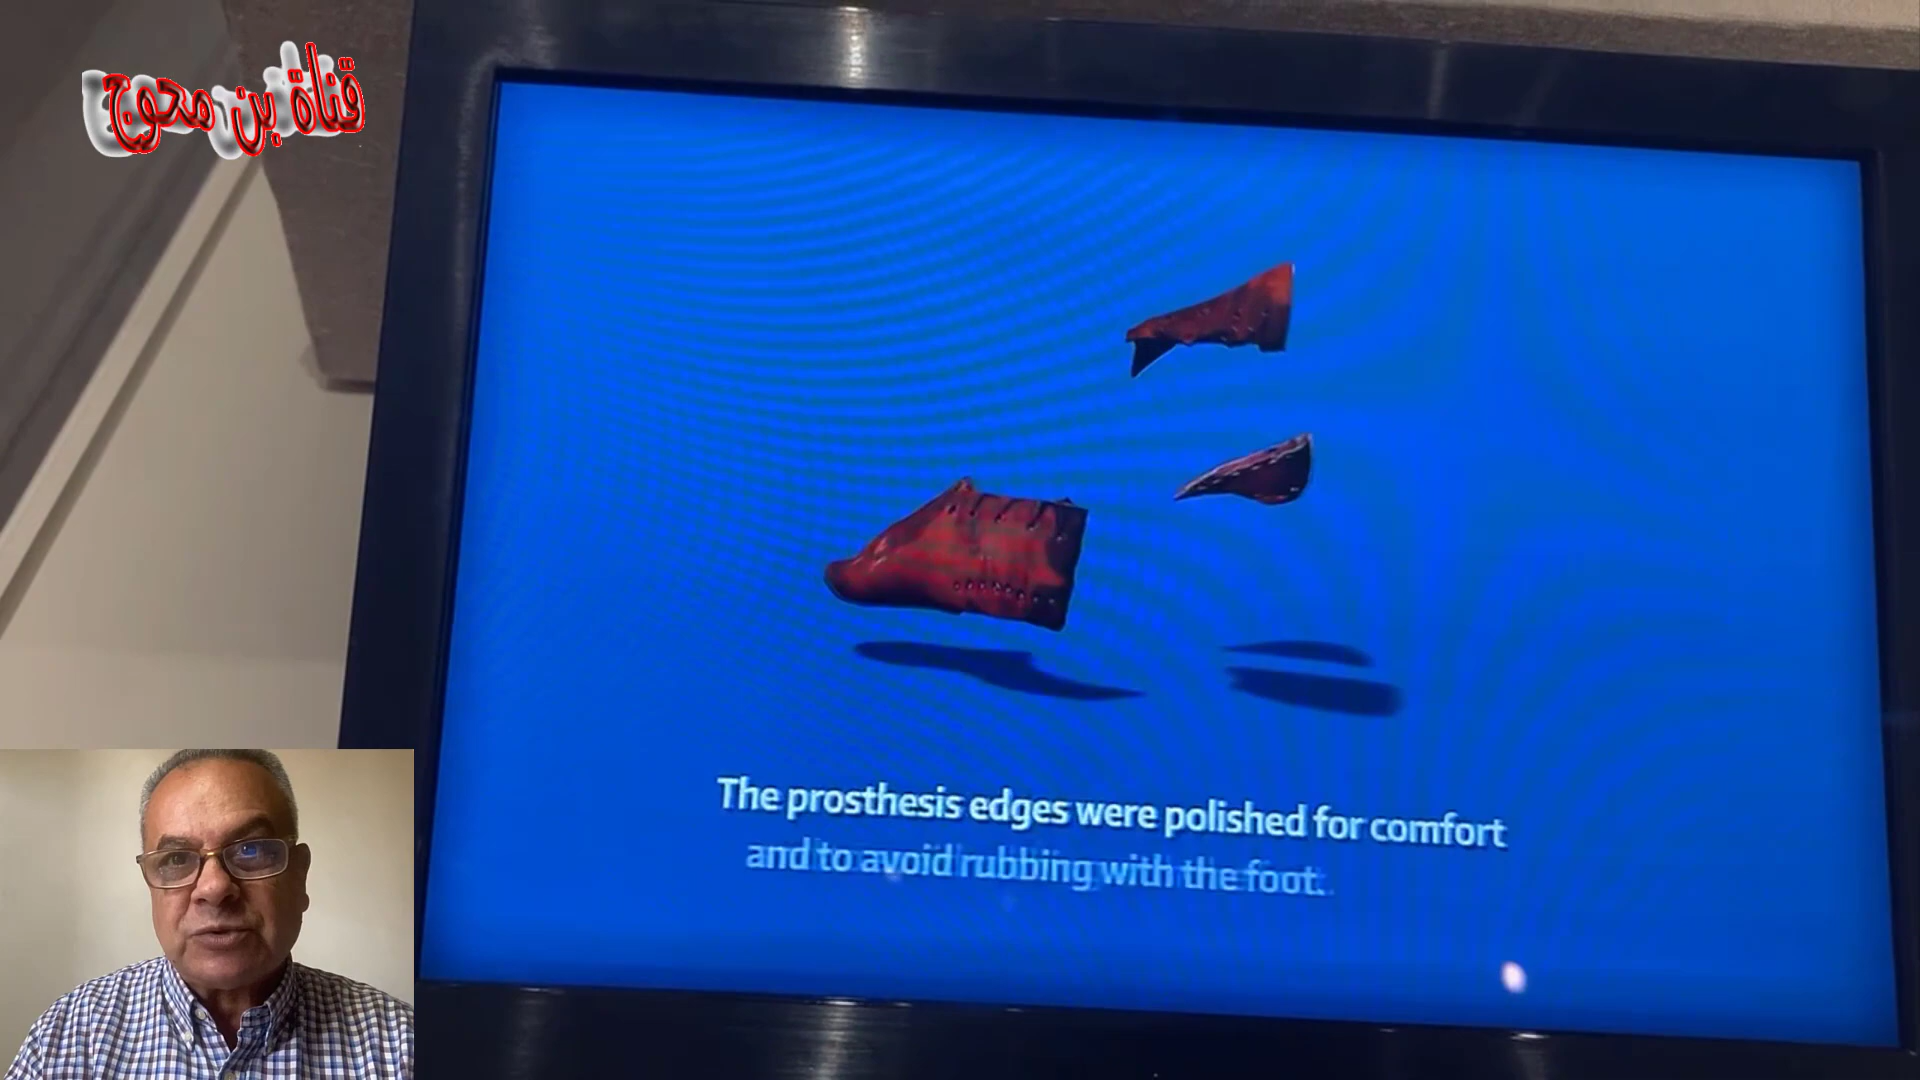 قناة بن محوج
The prosthesis edges were polished for comfort
and to avoid rubbing with the foot.